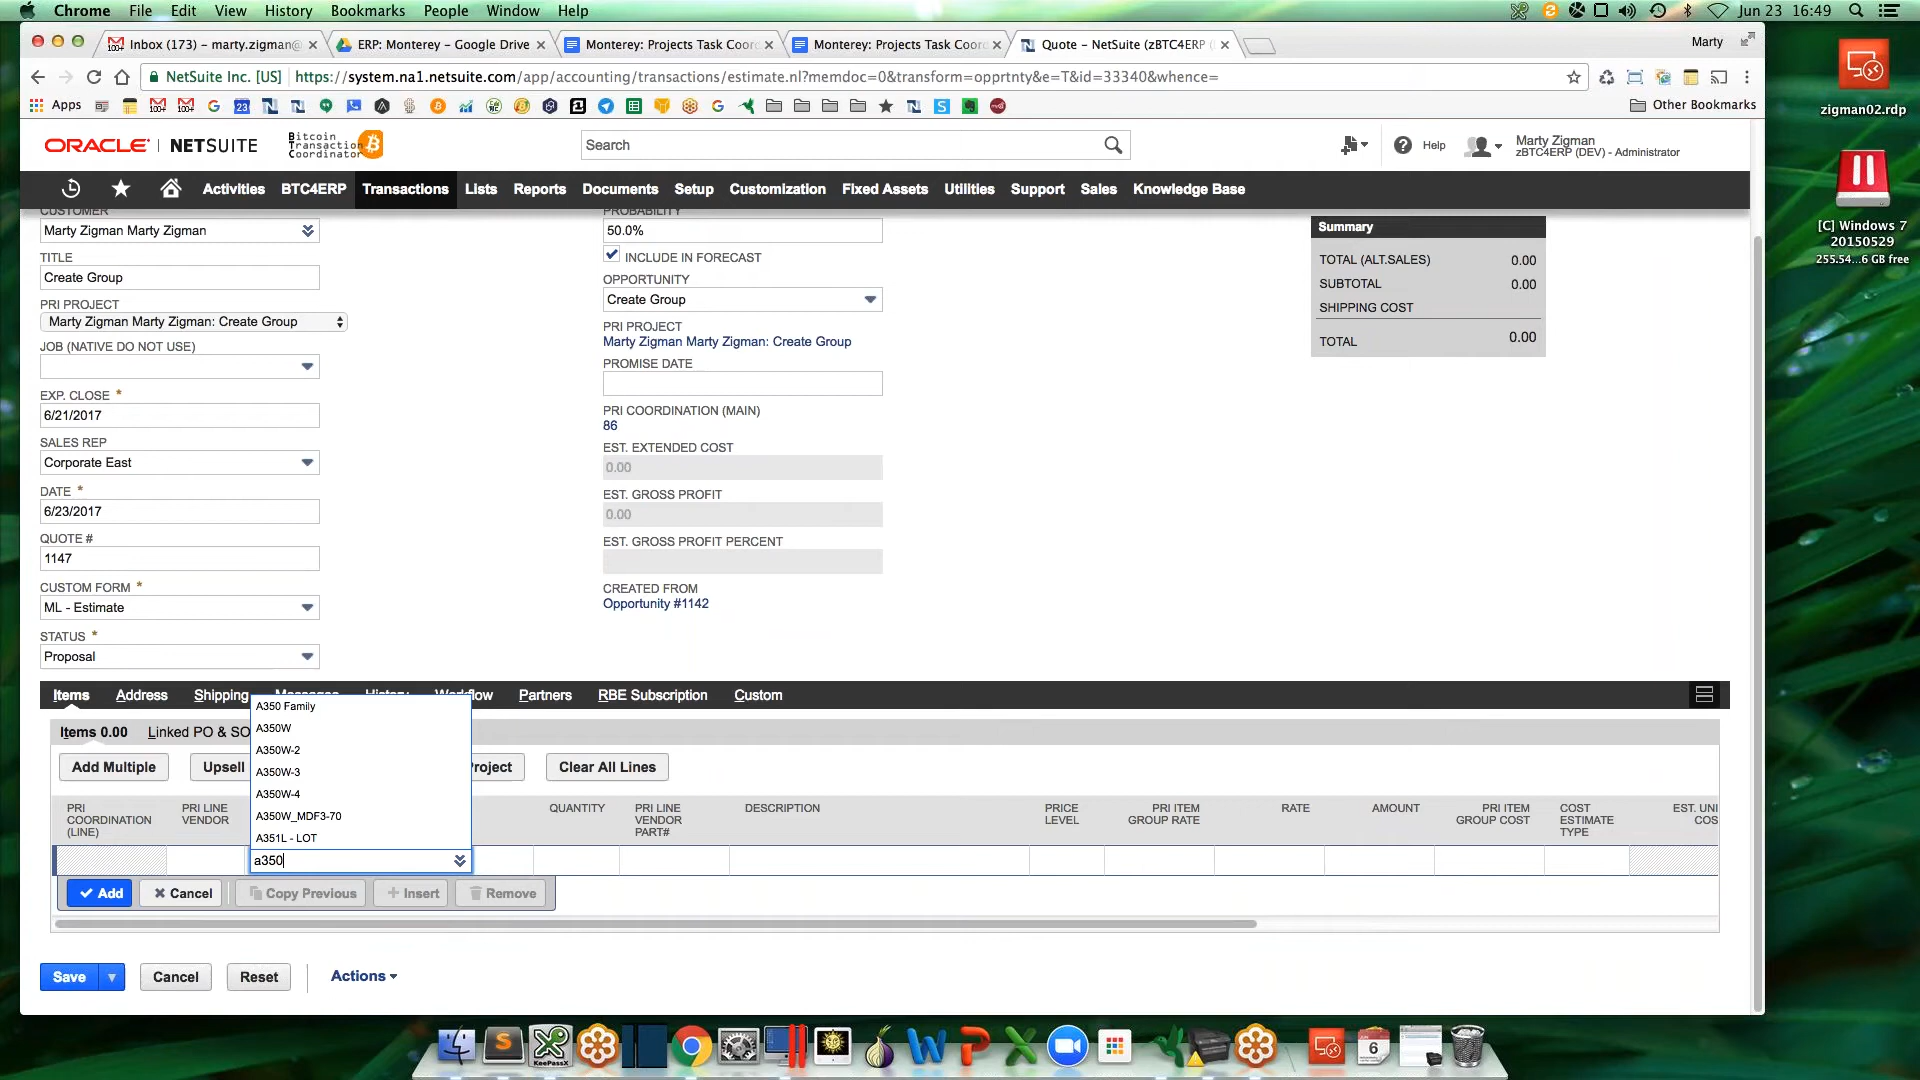 Chrome File Edit View History Bookmarks People Window Help Jun 23 16:49
Inbox (173) – marty.zigman@
ERP: Monterey – Google Drive
Monterey: Projects Task Coord
Monterey: Projects Task Coord
Quote – NetSuite (zBTC4ERP
Marty
NetSuite Inc. [US] https://system.na1.netsuite.com/app/accounting/transactions/estimate.nl?memdoc=0&transform=opprtnty&e=T&id=33340&whence=
Apps
Other Bookmarks
ORACLE | NETSUITE
Bitcoin
Transaction
Coordinator
Search
Help
Marty Zigman
zBTC4ERP (DEV) - Administrator
Activities BTC4ERP Transactions Lists Reports Documents Setup Customization Fixed Assets Utilities Support Sales Knowledge Base
CUSTOMER
Marty Zigman Marty Zigman
TITLE
Create Group
PRI PROJECT
Marty Zigman Marty Zigman: Create Group
JOB (NATIVE DO NOT USE)
EXP. CLOSE *
6/21/2017
SALES REP
Corporate East
DATE *
6/23/2017
QUOTE #
1147
CUSTOM FORM *
ML - Estimate
STATUS *
Proposal
PROBABILITY
50.0%
INCLUDE IN FORECAST
OPPORTUNITY
Create Group
PRI PROJECT
Marty Zigman Marty Zigman: Create Group
PROMISE DATE
PRI COORDINATION (MAIN)
86
EST. EXTENDED COST
0.00
EST. GROSS PROFIT
0.00
EST. GROSS PROFIT PERCENT
CREATED FROM
Opportunity #1142
Summary
TOTAL (ALT.SALES) 0.00
SUBTOTAL 0.00
SHIPPING COST
TOTAL 0.00
Items Address Shipping Messages History Workflow Partners RBE Subscription Custom
Items 0.00 Linked PO & SO
Add Multiple Upsell Project Clear All Lines
A350 Family
A350W
A350W-2
A350W-3
A350W-4
A350W_MDF3-70
A351L - LOT
a350
PRI
COORDINATION
(LINE)
PRI LINE
VENDOR
QUANTITY
PRI LINE
VENDOR
PART#
DESCRIPTION
PRICE
LEVEL
PRI ITEM
GROUP RATE
RATE
AMOUNT
PRI ITEM
GROUP COST
COST
ESTIMATE
TYPE
EST. UNI
COS
Add Cancel Copy Previous Insert Remove
Save Cancel Reset Actions
zigman02.rdp
[C] Windows 7
20150529
255.54...6 GB free
KeePassX
6